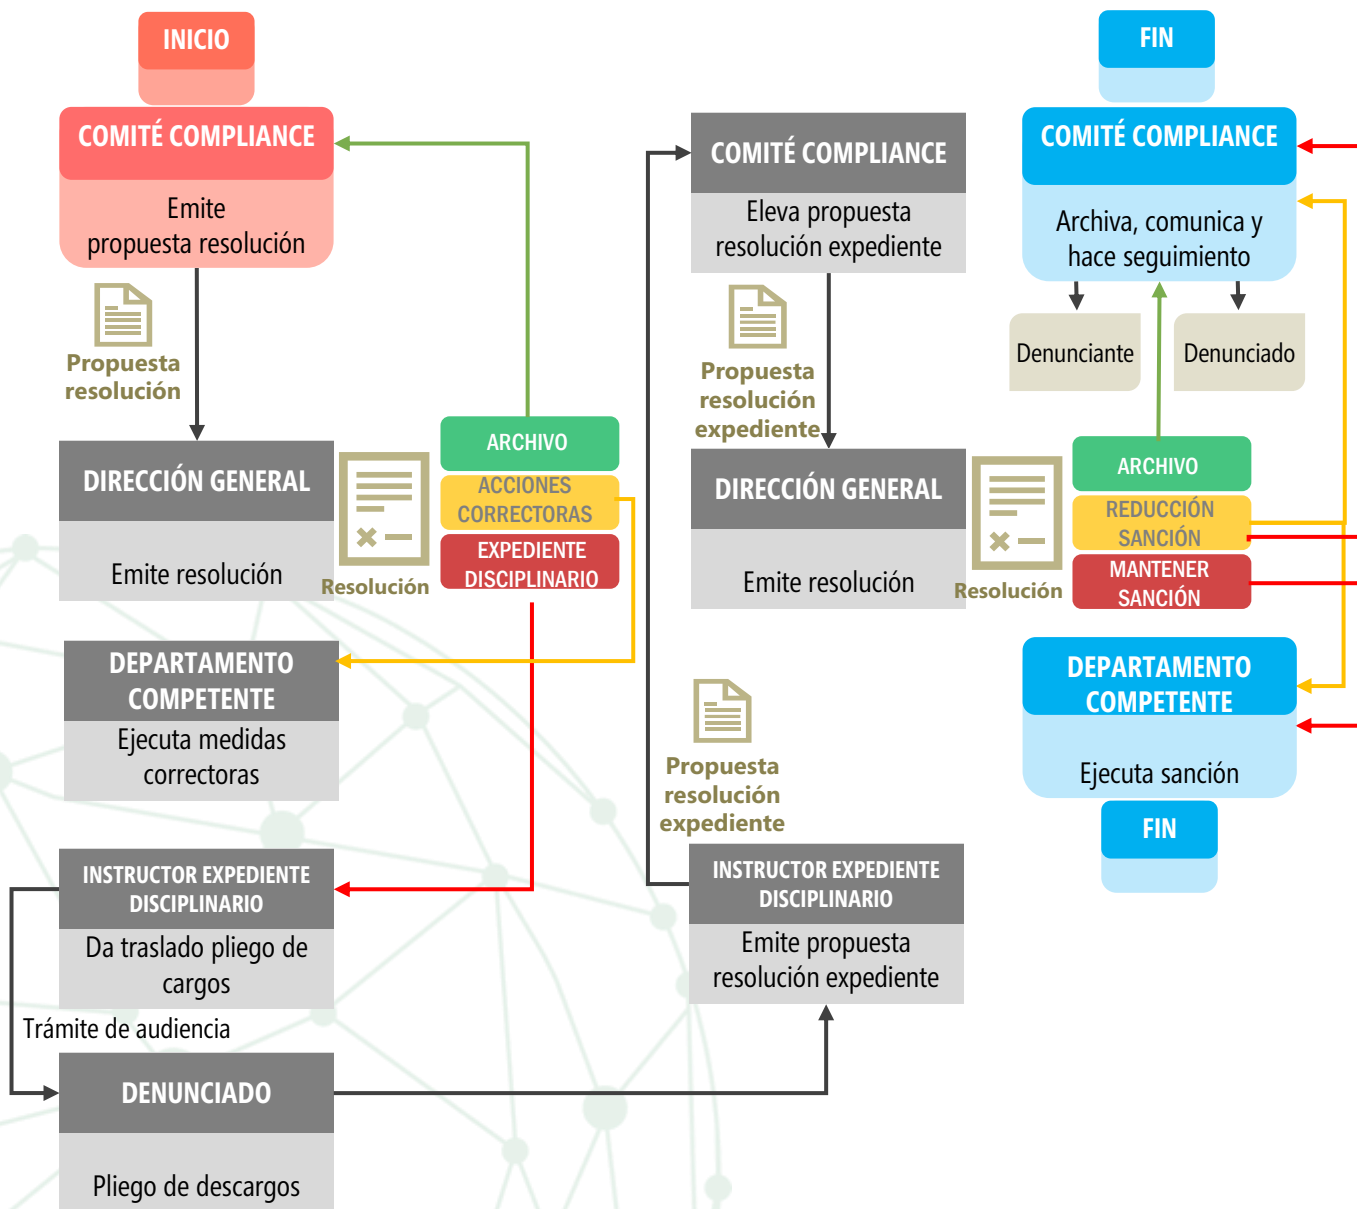 INICIO
COMITÉ COMPLIANCE
Emite
propuesta resolución
Propuesta
resolución
DIRECCIÓN GENERAL
Emite resolución
Resolución
ARCHIVO
ACCIONES
CORRECTORAS
EXPEDIENTE
DISCIPLINARIO
DEPARTAMENTO
COMPETENTE
Ejecuta medidas
correctoras
INSTRUCTOR EXPEDIENTE
DISCIPLINARIO
Da traslado pliego de
cargos
Trámite de audiencia
DENUNCIADO
Pliego de descargos
COMITÉ COMPLIANCE
Eleva propuesta
resolución expediente
Propuesta
resolución
expediente
DIRECCIÓN GENERAL
Emite resolución
Resolución
Propuesta
resolución
expediente
INSTRUCTOR EXPEDIENTE
DISCIPLINARIO
Emite propuesta
resolución expediente
FIN
COMITÉ COMPLIANCE
Archiva, comunica y
hace seguimiento
Denunciante
Denunciado
ARCHIVO
REDUCCIÓN
SANCIÓN
MANTENER
SANCIÓN
DEPARTAMENTO
COMPETENTE
Ejecuta sanción
FIN